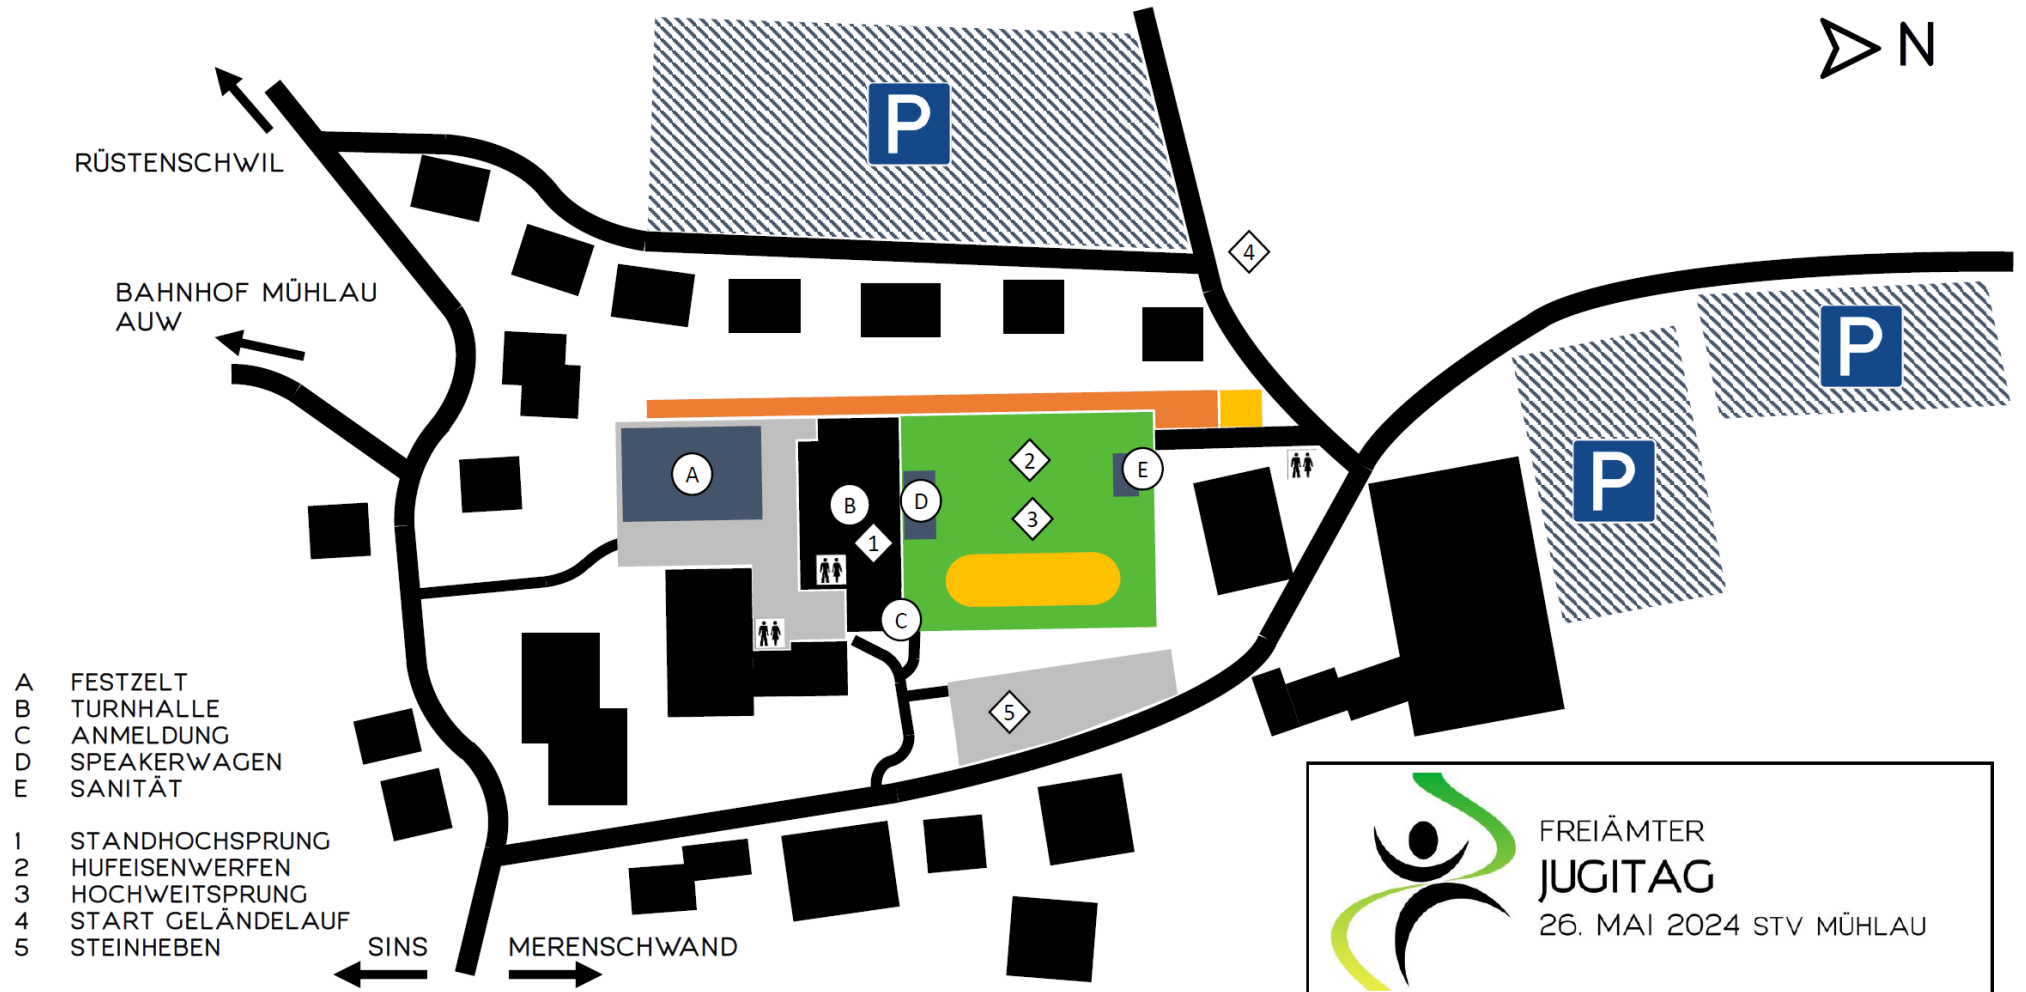 N
P
RÜSTENSCHWIL
4
BAHNHOF MÜHLAU
AUW
P
P
A
B
D
E
2
3
1
C
5
A FESTZELT
B TURNHALLE
C ANMELDUNG
D SPEAKERWAGEN
E SANITÄT
1 STANDHOCHSPRUNG
2 HUFEISENWERFEN
3 HOCHWEITSPRUNG
4 START GELÄNDELAUF
5 STEINHEBEN
SINS
MERENSCHWAND
FREIÄMTER
JUGITAG
26. MAI 2024 STV MÜHLAU